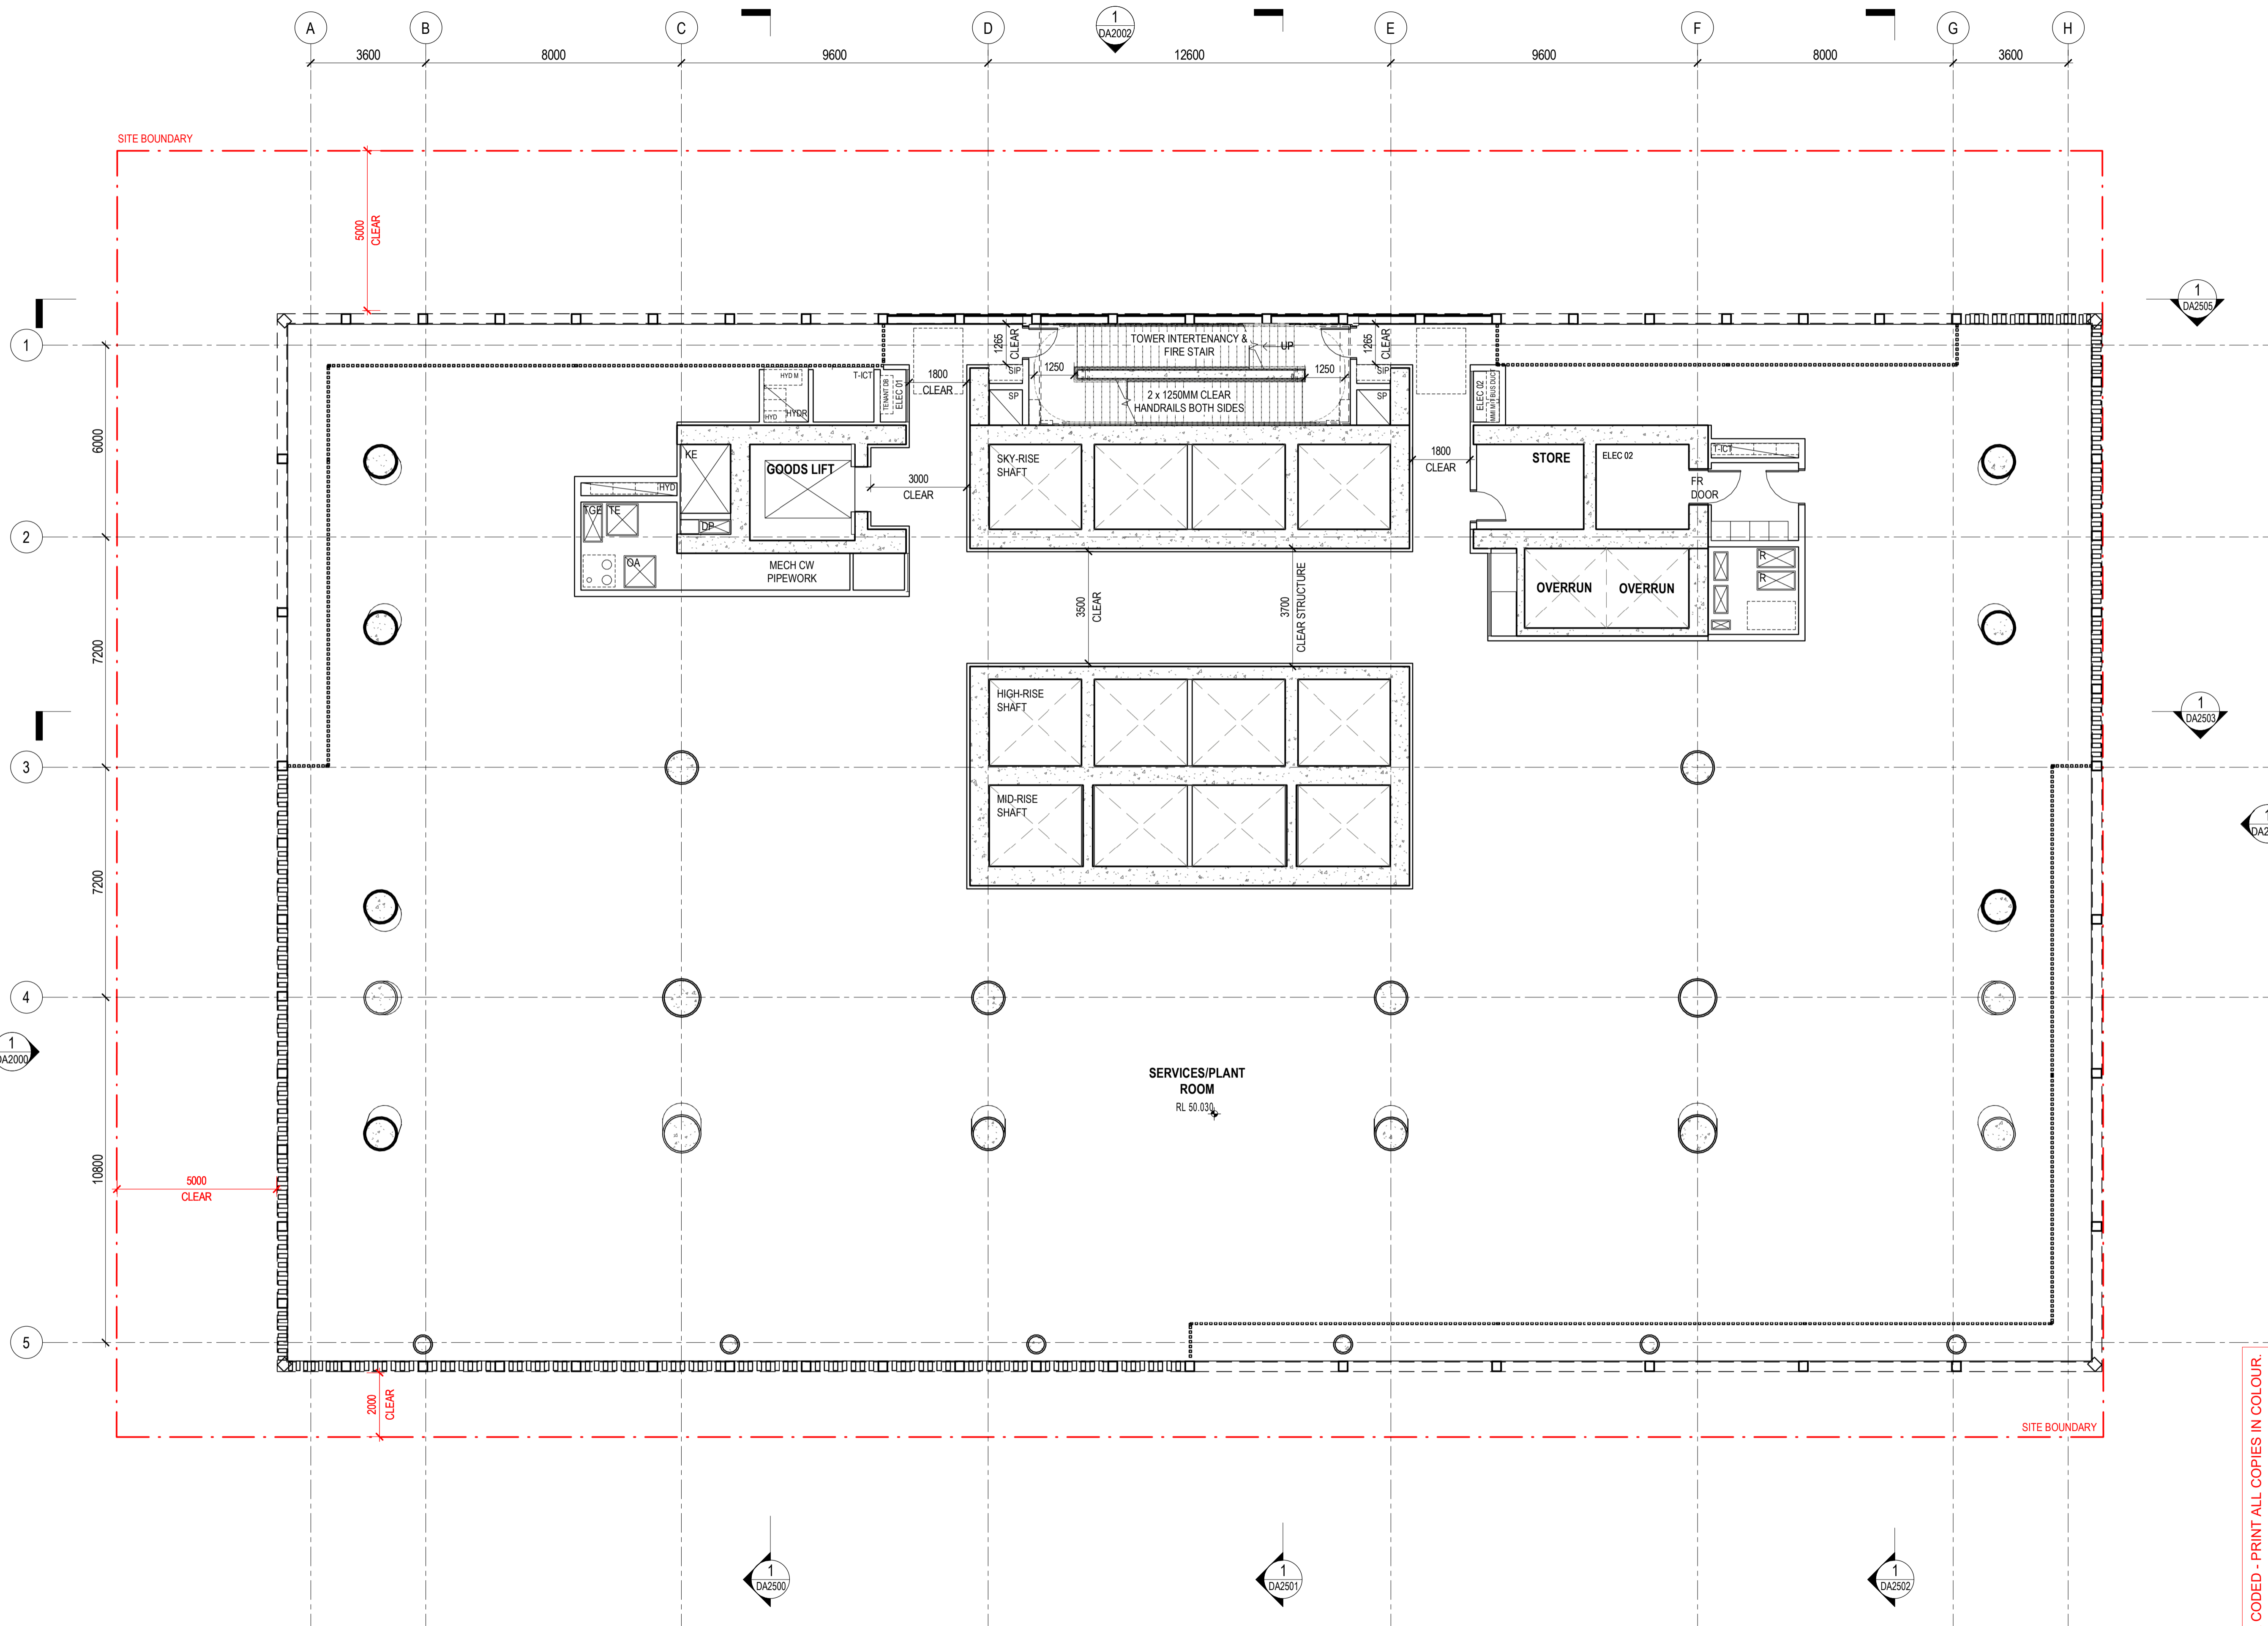 A
B
C
D
E
F
G
H
1
DA2002
3600
8000
9600
12600
9600
8000
3600
SITE BOUNDARY
5000
CLEAR
1
DA2505
1
2
3
4
5
6000
7200
7200
10800
1265
CLEAR
TOWER INTERTENANCY &
FIRE STAIR
UP
1265
CLEAR
1250
1250
2 x 1250MM CLEAR
HANDRAILS BOTH SIDES
SIP
SP
SIP
SP
HYD M
HYD
HYDR
T-ICT
TENANT DB
ELEC 01
1800
CLEAR
ELEC 02
KE
GOODS LIFT
3000
CLEAR
SKY-RISE
SHAFT
1800
CLEAR
STORE
ELEC 02
T-ICT
FR
DOOR
HYD
TGE
TE
DP
OA
MECH CW
PIPEWORK
3500
CLEAR
3700
CLEAR STRUCTURE
OVERRUN
OVERRUN
R
R
HIGH-RISE
SHAFT
MID-RISE
SHAFT
1
DA2503
1
DA2000
SERVICES/PLANT
ROOM
RL 50.030
5000
CLEAR
2000
CLEAR
SITE BOUNDARY
1
DA2500
1
DA2501
1
DA2502
CODED - PRINT ALL COPIES IN COLOUR.